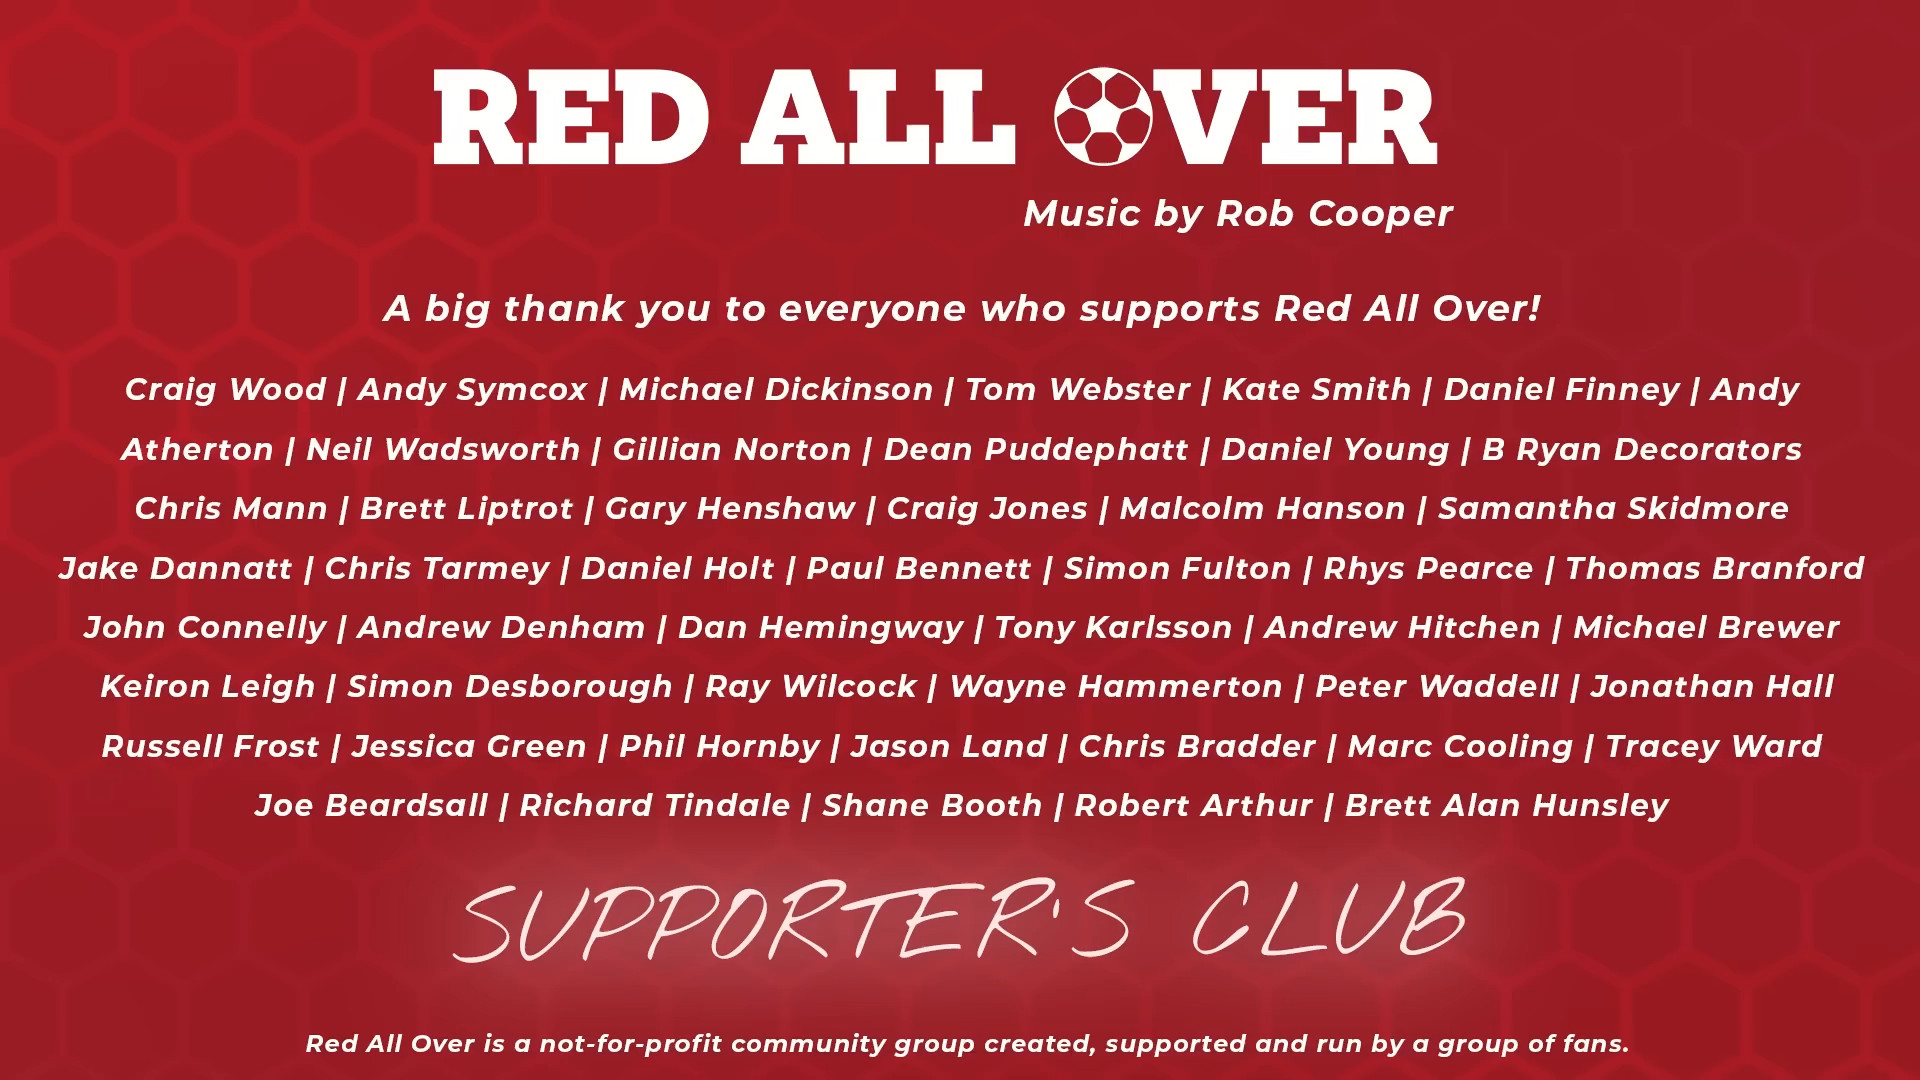 RED ALL OVER
Music by Rob Cooper
A big thank you to everyone who supports Red All Over!
Craig Wood | Andy Symcox | Michael Dickinson | Tom Webster | Kate Smith | Daniel Finney | Andy
Atherton | Neil Wadsworth | Gillian Norton | Dean Puddephatt | Daniel Young | B Ryan Decorators
Chris Mann | Brett Liptrot | Gary Henshaw | Craig Jones | Malcolm Hanson | Samantha Skidmore
Jake Dannatt | Chris Tarmey | Daniel Holt | Paul Bennett | Simon Fulton | Rhys Pearce | Thomas Branford
John Connelly | Andrew Denham | Dan Hemingway | Tony Karlsson | Andrew Hitchen | Michael Brewer
Keiron Leigh | Simon Desborough | Ray Wilcock | Wayne Hammerton | Peter Waddell | Jonathan Hall
Russell Frost | Jessica Green | Phil Hornby | Jason Land | Chris Bradder | Marc Cooling | Tracey Ward
Joe Beardsall | Richard Tindale | Shane Booth | Robert Arthur | Brett Alan Hunsley
SUPPORTER'S CLUB
Red All Over is a not-for-profit community group created, supported and run by a group of fans.